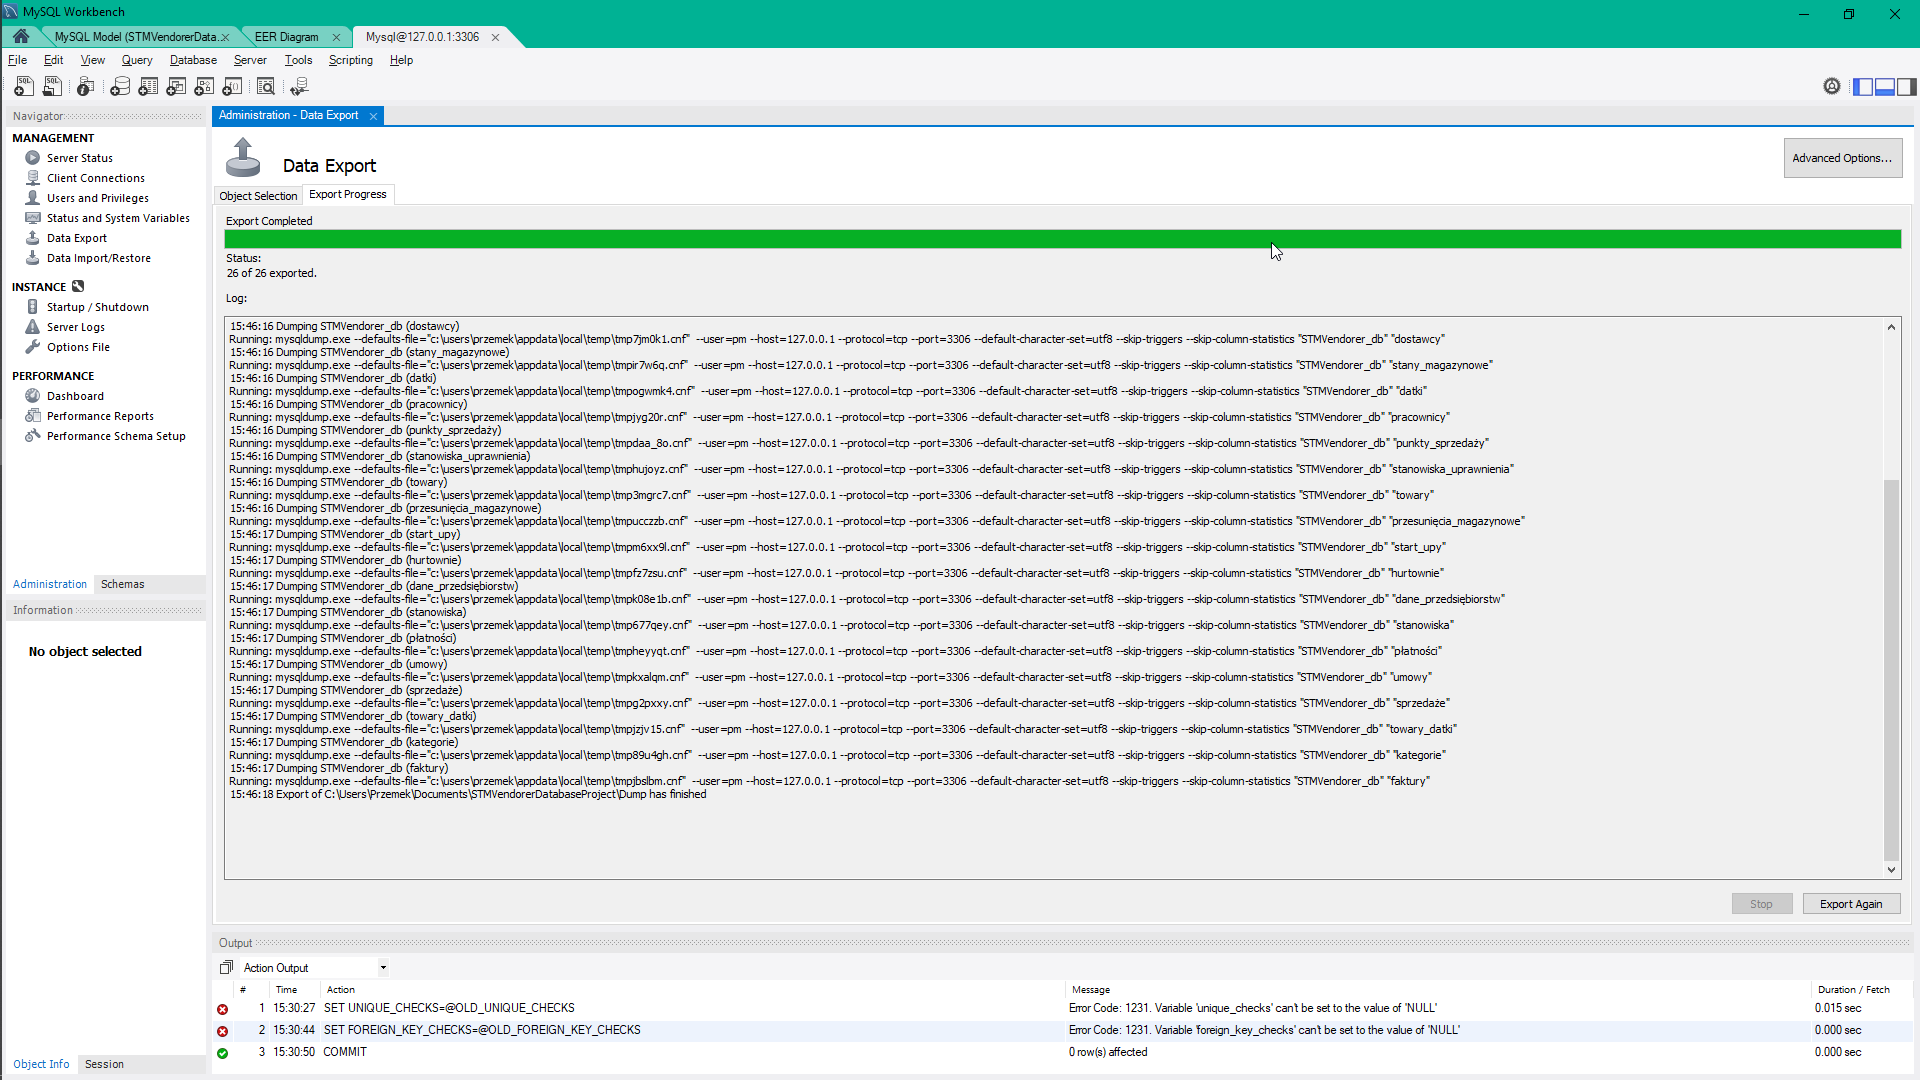 MySQL Workbench
MySQL Model (STMVendorerData...
EER Diagram
Mysql@127.0.0.1:3306
File Edit View Query Database Server Tools Scripting Help
Navigator
MANAGEMENT
Server Status
Client Connections
Users and Privileges
Status and System Variables
Data Export
Data Import/Restore
INSTANCE
Startup / Shutdown
Server Logs
Options File
PERFORMANCE
Dashboard
Performance Reports
Performance Schema Setup
Administration Schemas
Information
No object selected
Object Info Session
Administration - Data Export
Data Export
Advanced Options...
Object Selection Export Progress
Export Completed
Status:
26 of 26 exported.
Log:
15:46:16 Dumping STMVendorer_db (dostawcy)
Running: mysqldump.exe --defaults-file="c:\users\przemek\appdata\local\temp\tmp7jm0k1.cnf" --user=pm --host=127.0.0.1 --protocol=tcp --port=3306 --default-character-set=utf8 --skip-triggers --skip-column-statistics "STMVendorer_db" "dostawcy"
15:46:16 Dumping STMVendorer_db (stany_magazynowe)
Running: mysqldump.exe --defaults-file="c:\users\przemek\appdata\local\temp\tmpir7w6q.cnf" --user=pm --host=127.0.0.1 --protocol=tcp --port=3306 --default-character-set=utf8 --skip-triggers --skip-column-statistics "STMVendorer_db" "stany_magazynowe"
15:46:16 Dumping STMVendorer_db (datki)
Running: mysqldump.exe --defaults-file="c:\users\przemek\appdata\local\temp\tmpogwmk4.cnf" --user=pm --host=127.0.0.1 --protocol=tcp --port=3306 --default-character-set=utf8 --skip-triggers --skip-column-statistics "STMVendorer_db" "datki"
15:46:16 Dumping STMVendorer_db (pracownicy)
Running: mysqldump.exe --defaults-file="c:\users\przemek\appdata\local\temp\tmpjyg20r.cnf" --user=pm --host=127.0.0.1 --protocol=tcp --port=3306 --default-character-set=utf8 --skip-triggers --skip-column-statistics "STMVendorer_db" "pracownicy"
15:46:16 Dumping STMVendorer_db (punkty_sprzedaży)
Running: mysqldump.exe --defaults-file="c:\users\przemek\appdata\local\temp\tmpdaa_8o.cnf" --user=pm --host=127.0.0.1 --protocol=tcp --port=3306 --default-character-set=utf8 --skip-triggers --skip-column-statistics "STMVendorer_db" "punkty_sprzedaży"
15:46:16 Dumping STMVendorer_db (stanowiska_uprawnienia)
Running: mysqldump.exe --defaults-file="c:\users\przemek\appdata\local\temp\tmphujoyz.cnf" --user=pm --host=127.0.0.1 --protocol=tcp --port=3306 --default-character-set=utf8 --skip-triggers --skip-column-statistics "STMVendorer_db" "stanowiska_uprawnienia"
15:46:16 Dumping STMVendorer_db (towary)
Running: mysqldump.exe --defaults-file="c:\users\przemek\appdata\local\temp\tmp3mgrc7.cnf" --user=pm --host=127.0.0.1 --protocol=tcp --port=3306 --default-character-set=utf8 --skip-triggers --skip-column-statistics "STMVendorer_db" "towary"
15:46:16 Dumping STMVendorer_db (przesunięcia_magazynowe)
Running: mysqldump.exe --defaults-file="c:\users\przemek\appdata\local\temp\tmpucczzb.cnf" --user=pm --host=127.0.0.1 --protocol=tcp --port=3306 --default-character-set=utf8 --skip-triggers --skip-column-statistics "STMVendorer_db" "przesunięcia_magazynowe"
15:46:17 Dumping STMVendorer_db (start_upy)
Running: mysqldump.exe --defaults-file="c:\users\przemek\appdata\local\temp\tmpm6xx9l.cnf" --user=pm --host=127.0.0.1 --protocol=tcp --port=3306 --default-character-set=utf8 --skip-triggers --skip-column-statistics "STMVendorer_db" "start_upy"
15:46:17 Dumping STMVendorer_db (hurtownie)
Running: mysqldump.exe --defaults-file="c:\users\przemek\appdata\local\temp\tmpfz7zsu.cnf" --user=pm --host=127.0.0.1 --protocol=tcp --port=3306 --default-character-set=utf8 --skip-triggers --skip-column-statistics "STMVendorer_db" "hurtownie"
15:46:17 Dumping STMVendorer_db (dane_przedsiębiorstw)
Running: mysqldump.exe --defaults-file="c:\users\przemek\appdata\local\temp\tmpk08e1b.cnf" --user=pm --host=127.0.0.1 --protocol=tcp --port=3306 --default-character-set=utf8 --skip-triggers --skip-column-statistics "STMVendorer_db" "dane_przedsiębiorstw"
15:46:17 Dumping STMVendorer_db (stanowiska)
Running: mysqldump.exe --defaults-file="c:\users\przemek\appdata\local\temp\tmp677qey.cnf" --user=pm --host=127.0.0.1 --protocol=tcp --port=3306 --default-character-set=utf8 --skip-triggers --skip-column-statistics "STMVendorer_db" "stanowiska"
15:46:17 Dumping STMVendorer_db (płatności)
Running: mysqldump.exe --defaults-file="c:\users\przemek\appdata\local\temp\tmpheyyqt.cnf" --user=pm --host=127.0.0.1 --protocol=tcp --port=3306 --default-character-set=utf8 --skip-triggers --skip-column-statistics "STMVendorer_db" "płatności"
15:46:17 Dumping STMVendorer_db (umowy)
Running: mysqldump.exe --defaults-file="c:\users\przemek\appdata\local\temp\tmpkxalqm.cnf" --user=pm --host=127.0.0.1 --protocol=tcp --port=3306 --default-character-set=utf8 --skip-triggers --skip-column-statistics "STMVendorer_db" "umowy"
15:46:17 Dumping STMVendorer_db (sprzedaże)
Running: mysqldump.exe --defaults-file="c:\users\przemek\appdata\local\temp\tmpg2pxxy.cnf" --user=pm --host=127.0.0.1 --protocol=tcp --port=3306 --default-character-set=utf8 --skip-triggers --skip-column-statistics "STMVendorer_db" "sprzedaże"
15:46:17 Dumping STMVendorer_db (towary_datki)
Running: mysqldump.exe --defaults-file="c:\users\przemek\appdata\local\temp\tmpjzjv15.cnf" --user=pm --host=127.0.0.1 --protocol=tcp --port=3306 --default-character-set=utf8 --skip-triggers --skip-column-statistics "STMVendorer_db" "towary_datki"
15:46:17 Dumping STMVendorer_db (kategorie)
Running: mysqldump.exe --defaults-file="c:\users\przemek\appdata\local\temp\tmp89u4gh.cnf" --user=pm --host=127.0.0.1 --protocol=tcp --port=3306 --default-character-set=utf8 --skip-triggers --skip-column-statistics "STMVendorer_db" "kategorie"
15:46:17 Dumping STMVendorer_db (faktury)
Running: mysqldump.exe --defaults-file="c:\users\przemek\appdata\local\temp\tmpjbslbm.cnf" --user=pm --host=127.0.0.1 --protocol=tcp --port=3306 --default-character-set=utf8 --skip-triggers --skip-column-statistics "STMVendorer_db" "faktury"
15:46:18 Export of C:\Users\Przemek\Documents\STMVendorerDatabaseProject\Dump has finished
Stop Export Again
Output
Action Output
# Time Action Message Duration / Fetch
1 15:30:27 SET UNIQUE_CHECKS=@OLD_UNIQUE_CHECKS Error Code: 1231. Variable 'unique_checks' can't be set to the value of 'NULL' 0.015 sec
2 15:30:44 SET FOREIGN_KEY_CHECKS=@OLD_FOREIGN_KEY_CHECKS Error Code: 1231. Variable 'foreign_key_checks' can't be set to the value of 'NULL' 0.000 sec
3 15:30:50 COMMIT 0 row(s) affected 0.000 sec